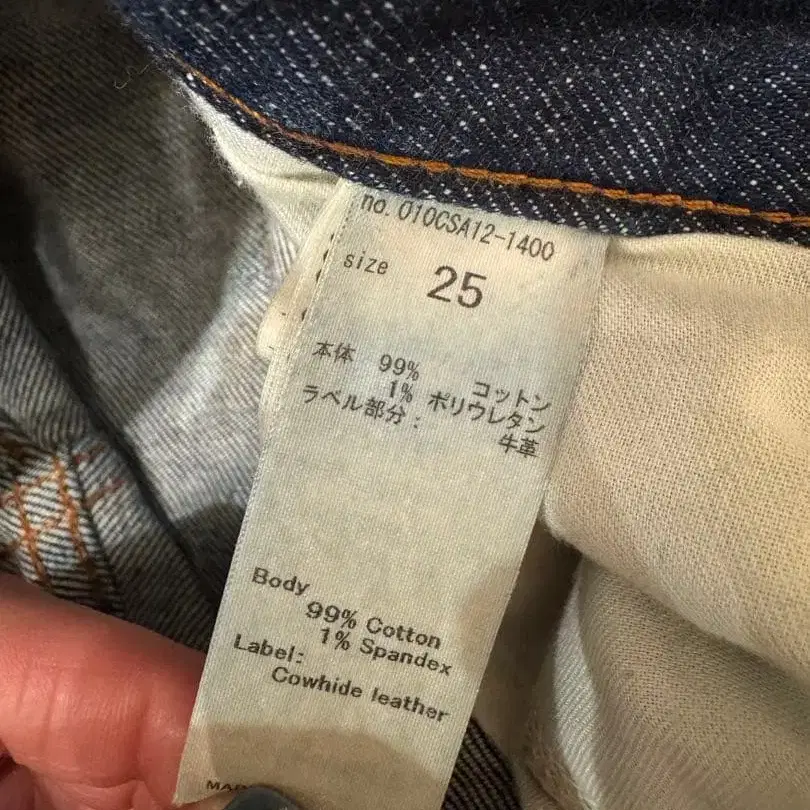 no. 010CSA12-1400
size 25
本体 99% コットン
1% ポリウレタン
ラベル部分: 牛革
Body
99% Cotton
1% Spandex
Label:
Cowhide leather